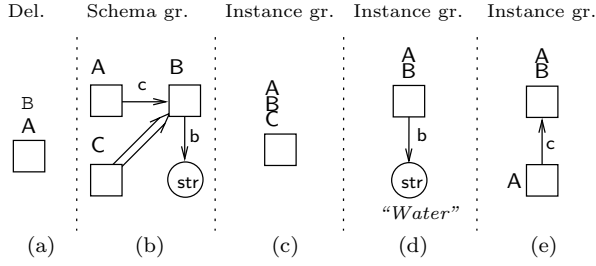 Del.
Schema gr.
Instance gr.
Instance gr.
Instance gr.
B
A
A
B
c
C
b
str
A
B
C
A
B
b
str
“Water”
A
B
c
A
(a)
(b)
(c)
(d)
(e)